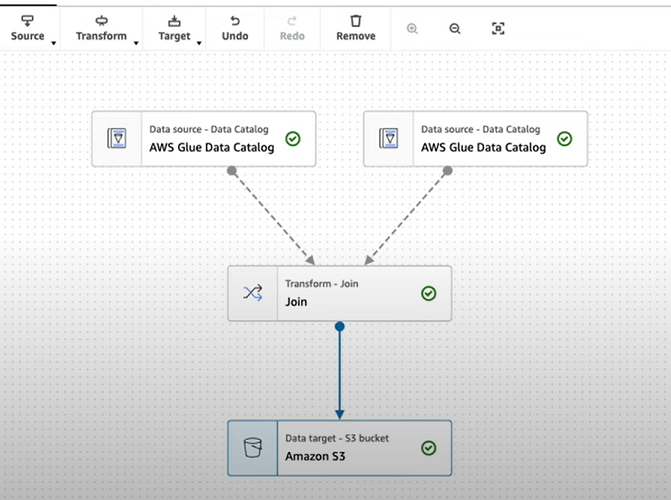 Source
Transform
Target
Undo
Redo
Remove
Data source - Data Catalog
AWS Glue Data Catalog
Data source - Data Catalog
AWS Glue Data Catalog
Transform - Join
Join
Data target - S3 bucket
Amazon S3